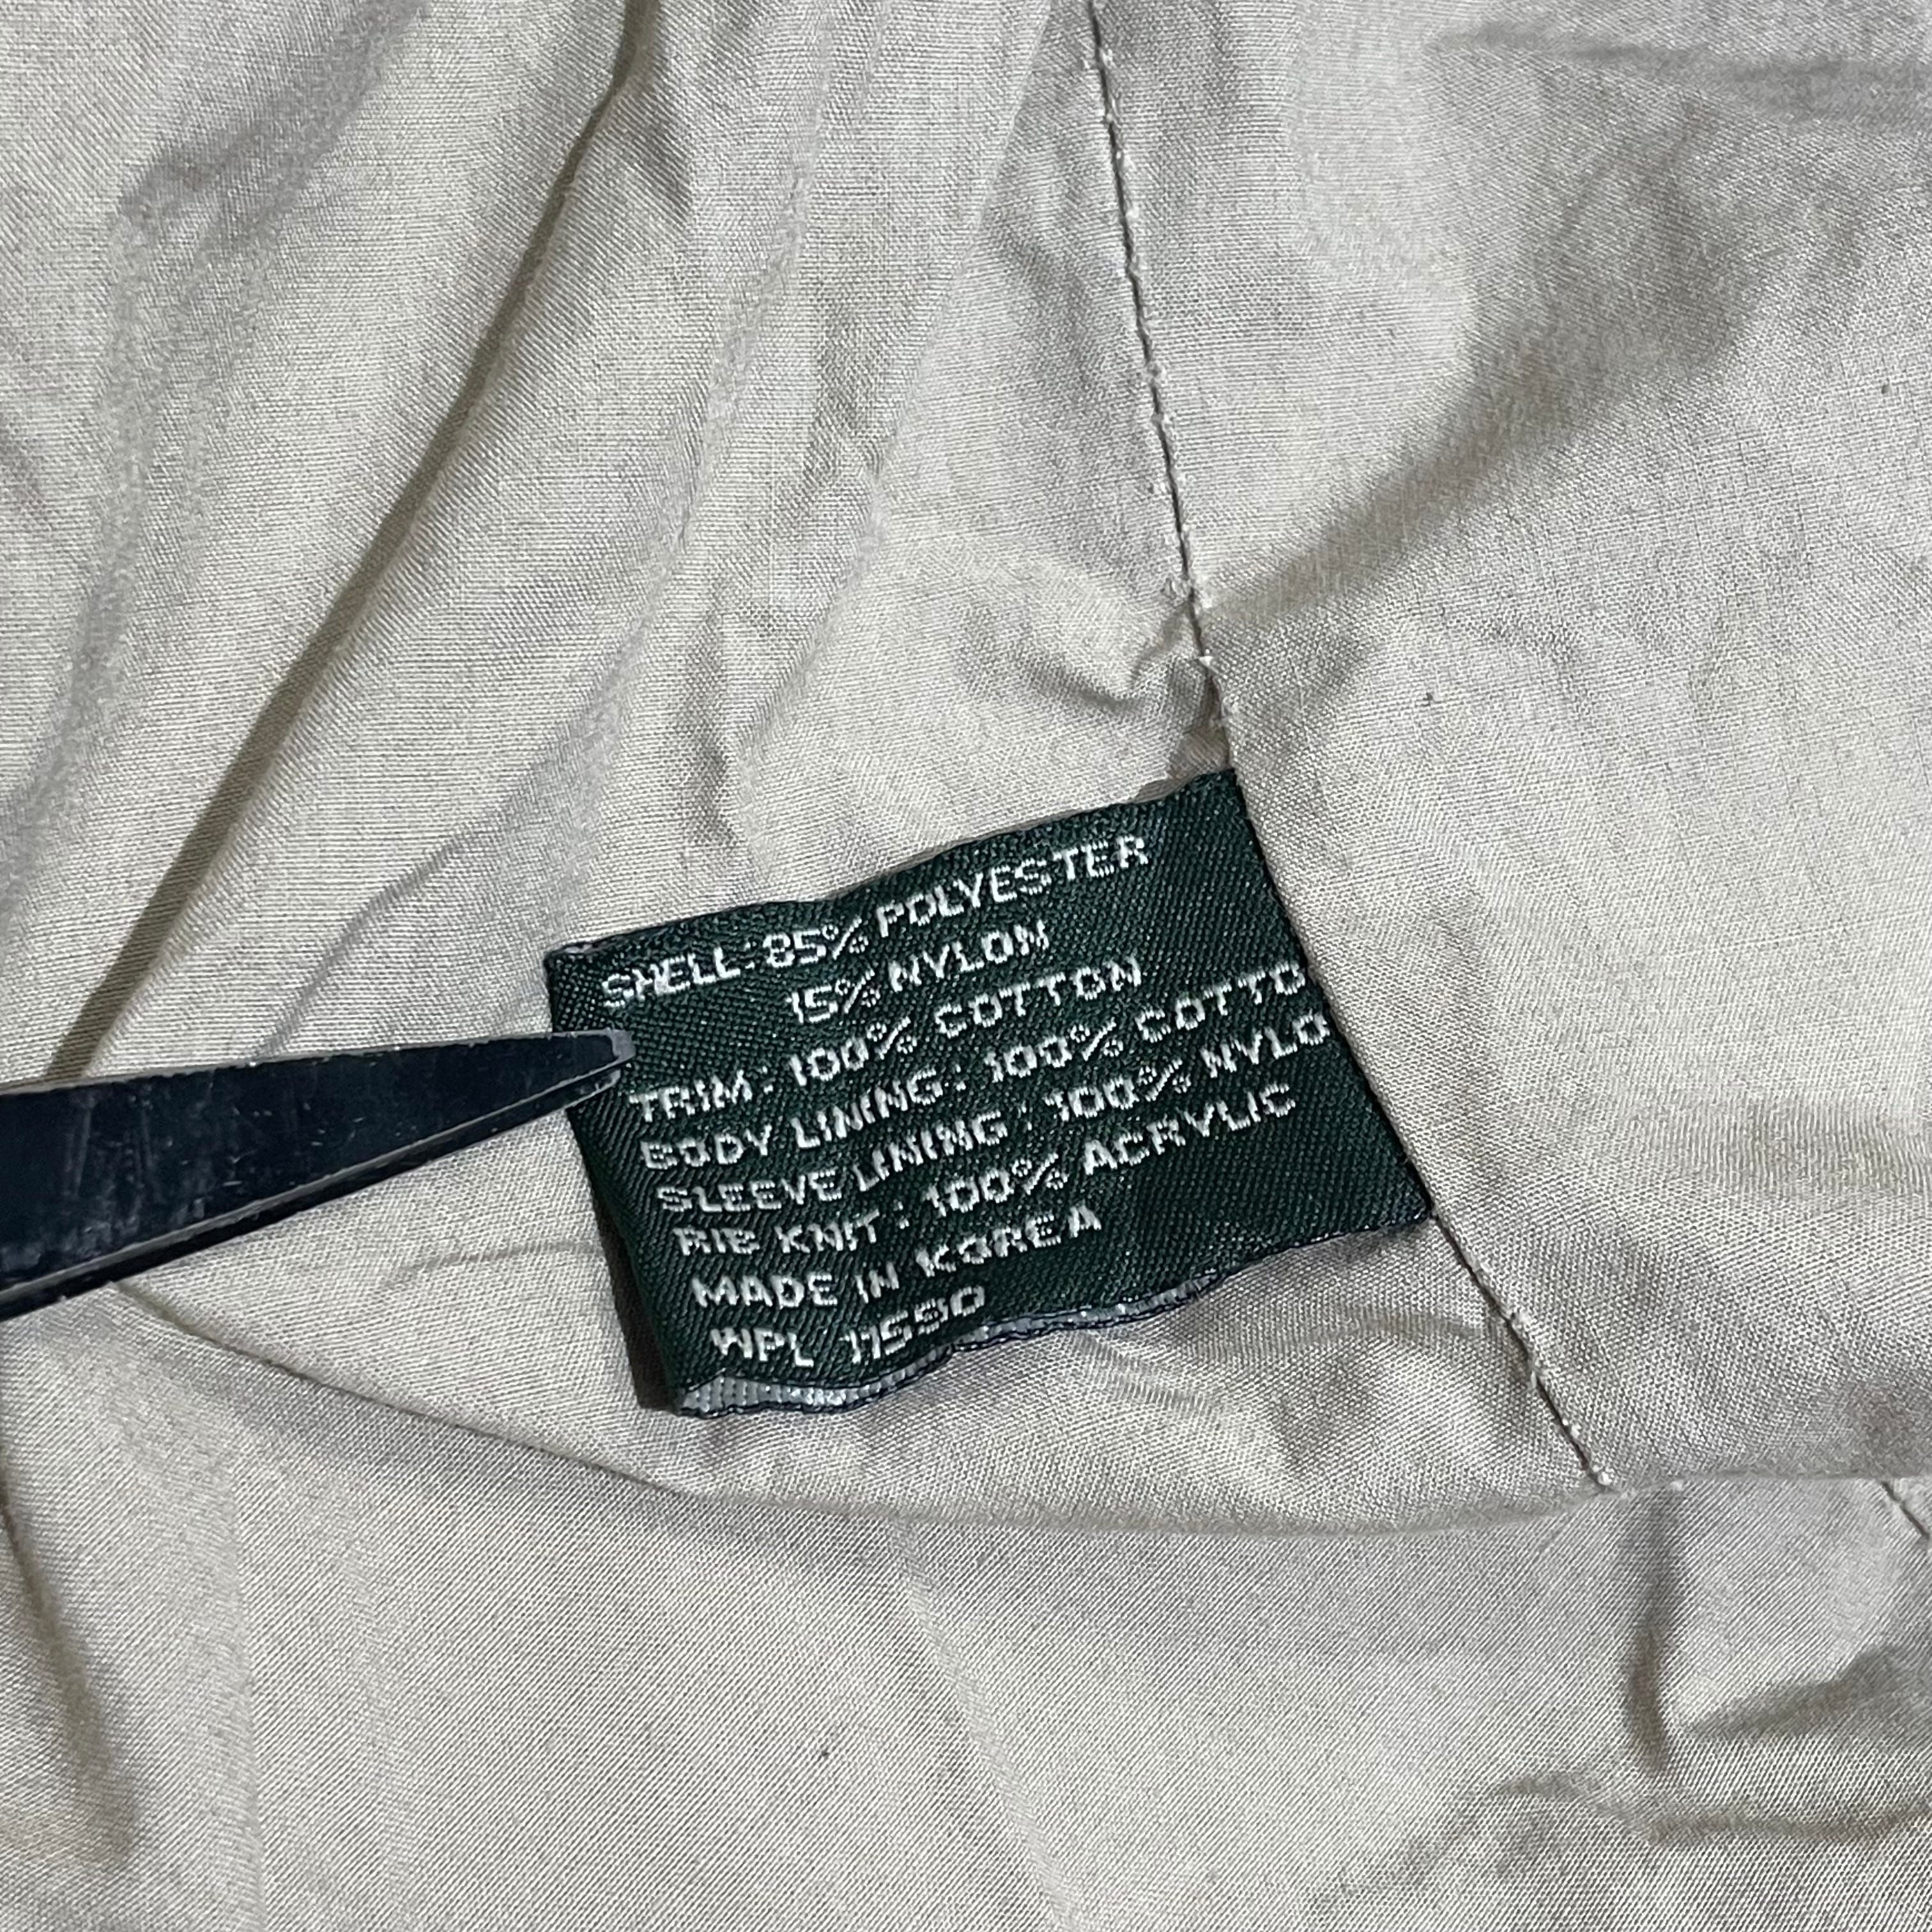 SHELL: 85% POLYESTER
15% NYLON
TRIM: 100% COTTON
BODY LINING: 100% COTTO
SLEEVE LINING: 100% NYLO
RIB KNIT: 100% ACRYLIC
MADE IN KOREA
WPL 11590